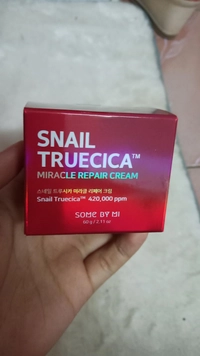 SNAIL
TRUECICA™
MIRACLE REPAIR CREAM
스네일 트루시카 미라클 리페어 크림
Snail Truecica™ 420,000 ppm
SOME BY MI
60 g / 2.11 oz